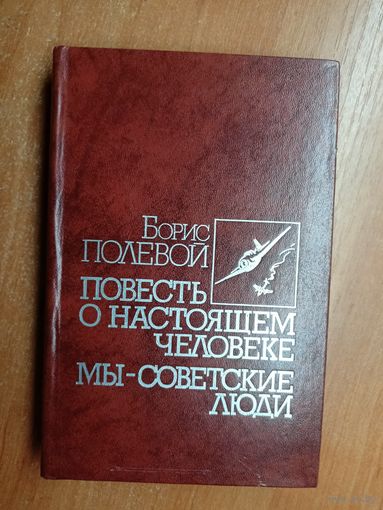 Борис
ПОЛЕВОЙ
ПОВЕСТЬ
О НАСТОЯЩЕМ
ЧЕЛОВЕКЕ
МЫ-СОВЕТСКИЕ
ЛЮДИ